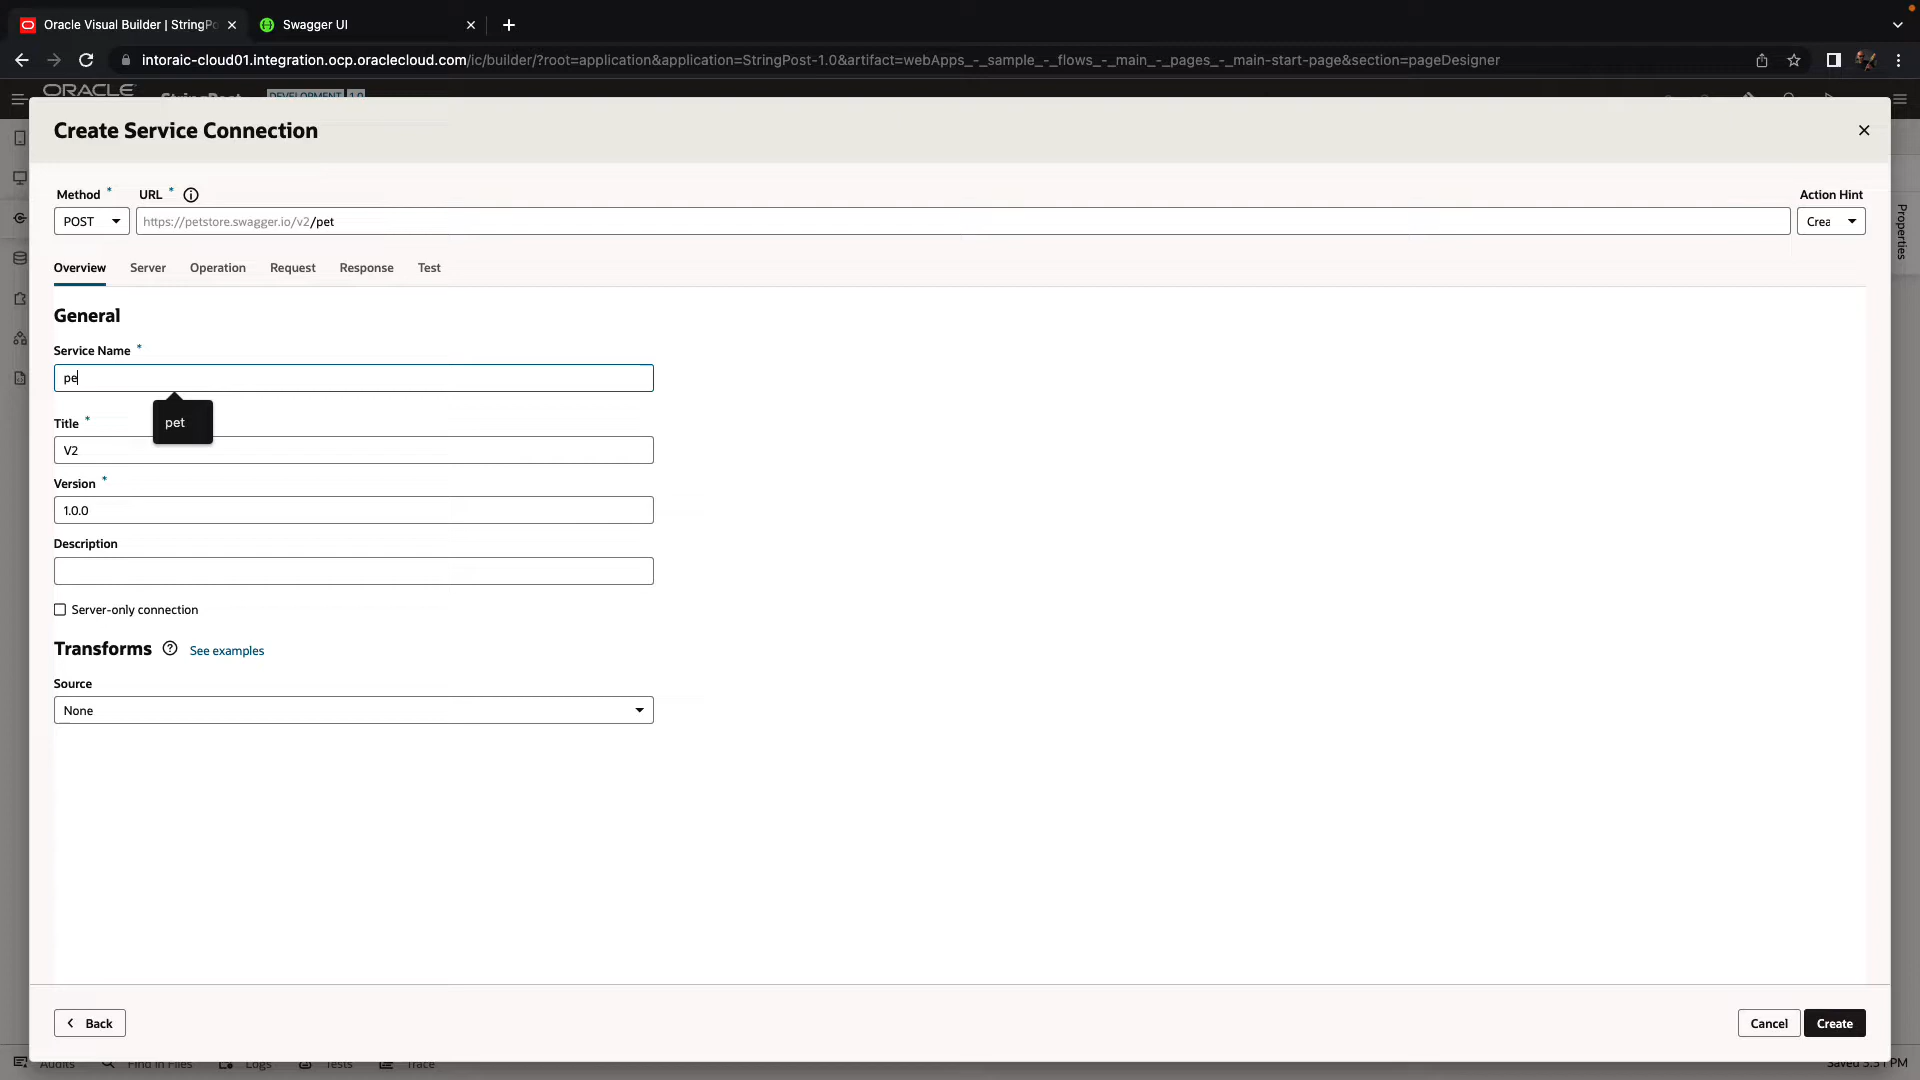 Oracle Visual Builder | StringPo
Swagger UI
intoraic-cloud01.integration.ocp.oraclecloud.com/ic/builder/?root=application&application=StringPost-1.0&artifact=webApps_-_sample_-_flows_-_main_-_pages_-_main-start-page&section=pageDesigner
ORACLE StringPost DEVELOPMENT 1.0
Create Service Connection
Method * URL * Action Hint
POST https://petstore.swagger.io/v2/pet Crea
Properties
Overview Server Operation Request Response Test
General
Service Name *
pe
pet
Title *
V2
Version *
1.0.0
Description
Server-only connection
Transforms ? See examples
Source
None
Back Cancel Create
Audits Find in Files Logs Tests Trace Saved 5:51 PM